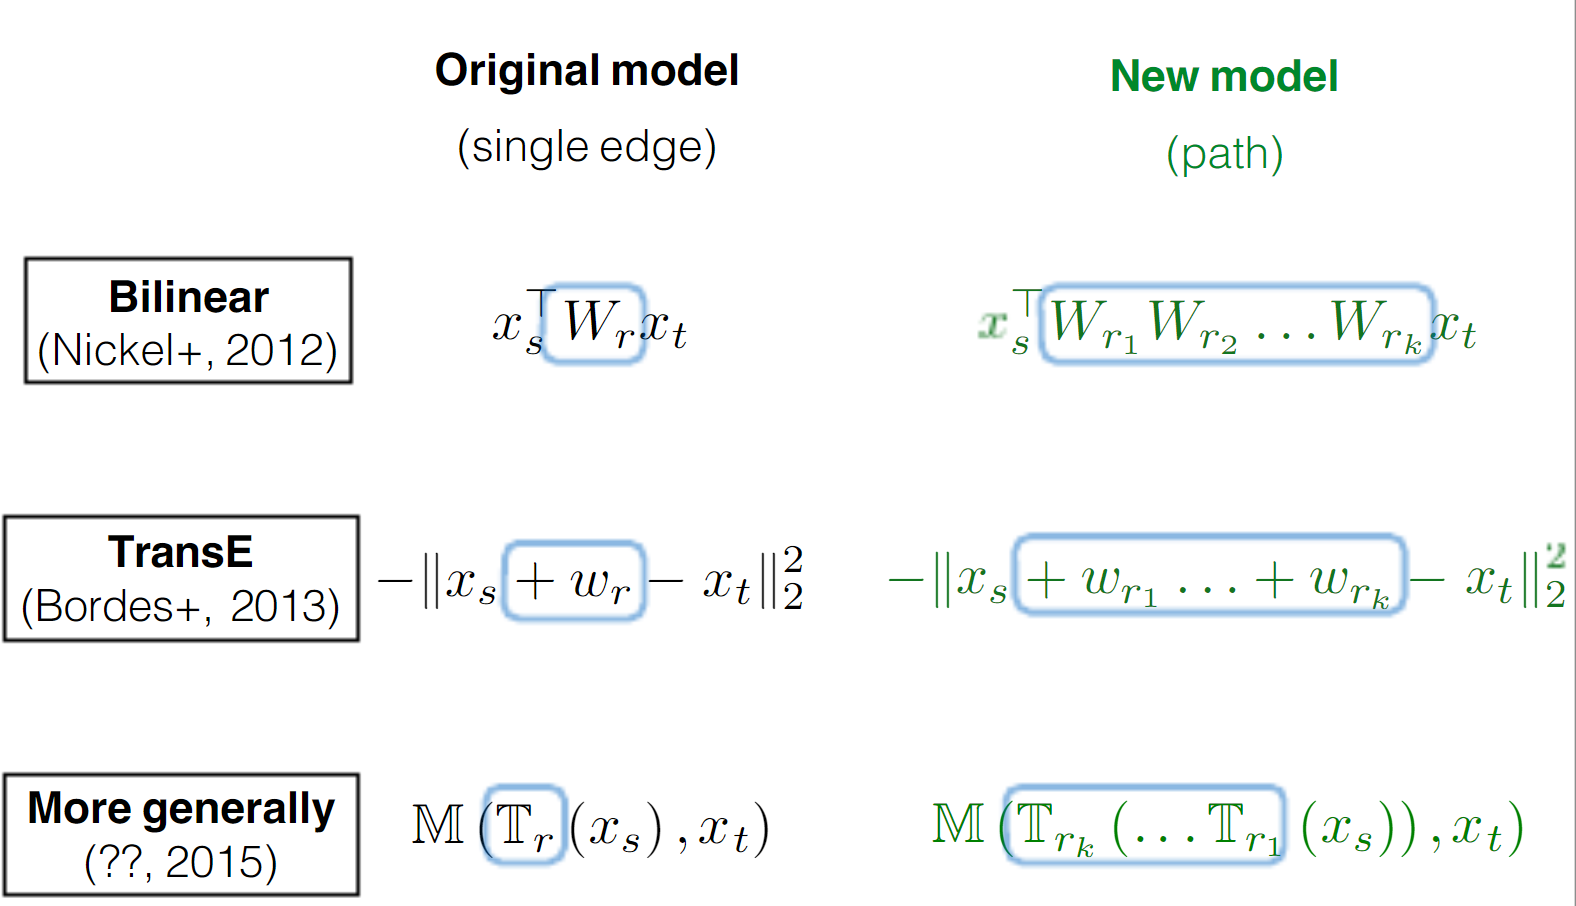 Original model New model
(single edge) (path)
Bilinear
(Nickel+, 2012) x_s^⊤ W_r x_t x_s^⊤ W_{r_1} W_{r_2} … W_{r_k} x_t
TransE
(Bordes+, 2013) −‖x_s + w_r − x_t‖_2^2 −‖x_s + w_{r_1} … + w_{r_k} − x_t‖_2^2
More generally
(??, 2015) 𝕄(𝕋_r(x_s), x_t) 𝕄(𝕋_{r_k}(…𝕋_{r_1}(x_s)), x_t)